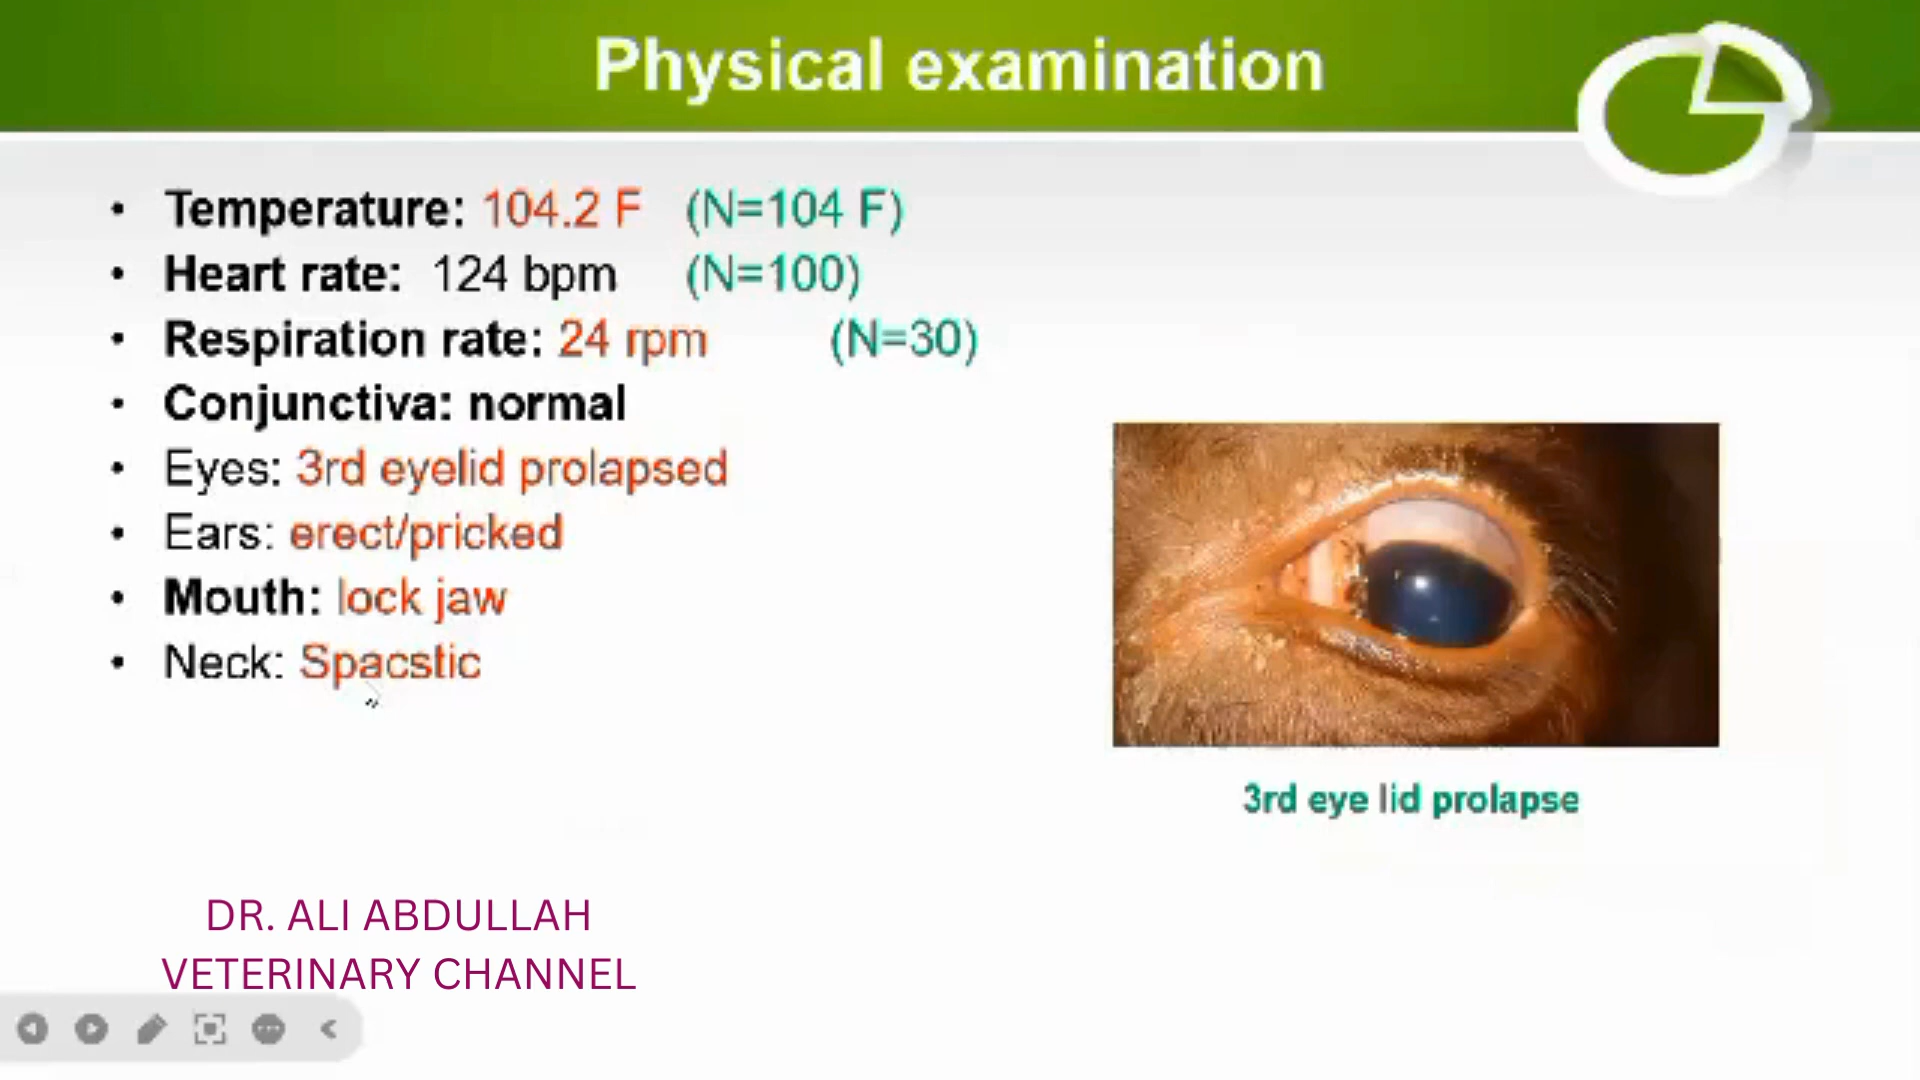 Physical examination
• Temperature: 104.2 F (N=104 F)
• Heart rate: 124 bpm (N=100)
• Respiration rate: 24 rpm (N=30)
• Conjunctiva: normal
• Eyes: 3rd eyelid prolapsed
• Ears: erect/pricked
• Mouth: lock jaw
• Neck: Spacstic
3rd eye lid prolapse
DR. ALI ABDULLAH
VETERINARY CHANNEL